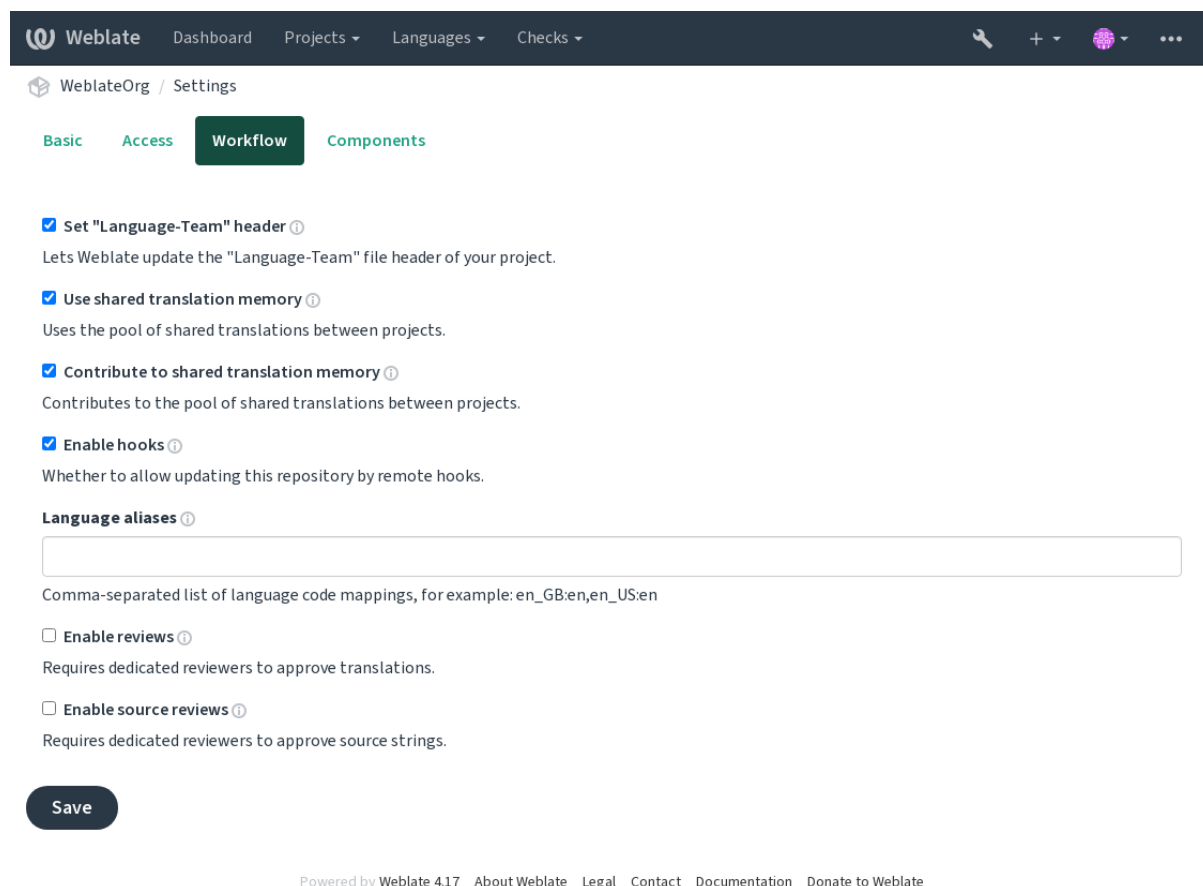 Weblate Dashboard Projects Languages Checks
WeblateOrg / Settings
Basic Access Workflow Components
Set "Language-Team" header
Lets Weblate update the "Language-Team" file header of your project.
Use shared translation memory
Uses the pool of shared translations between projects.
Contribute to shared translation memory
Contributes to the pool of shared translations between projects.
Enable hooks
Whether to allow updating this repository by remote hooks.
Language aliases
Comma-separated list of language code mappings, for example: en_GB:en,en_US:en
Enable reviews
Requires dedicated reviewers to approve translations.
Enable source reviews
Requires dedicated reviewers to approve source strings.
Save
Powered by Weblate 4.17 About Weblate Legal Contact Documentation Donate to Weblate